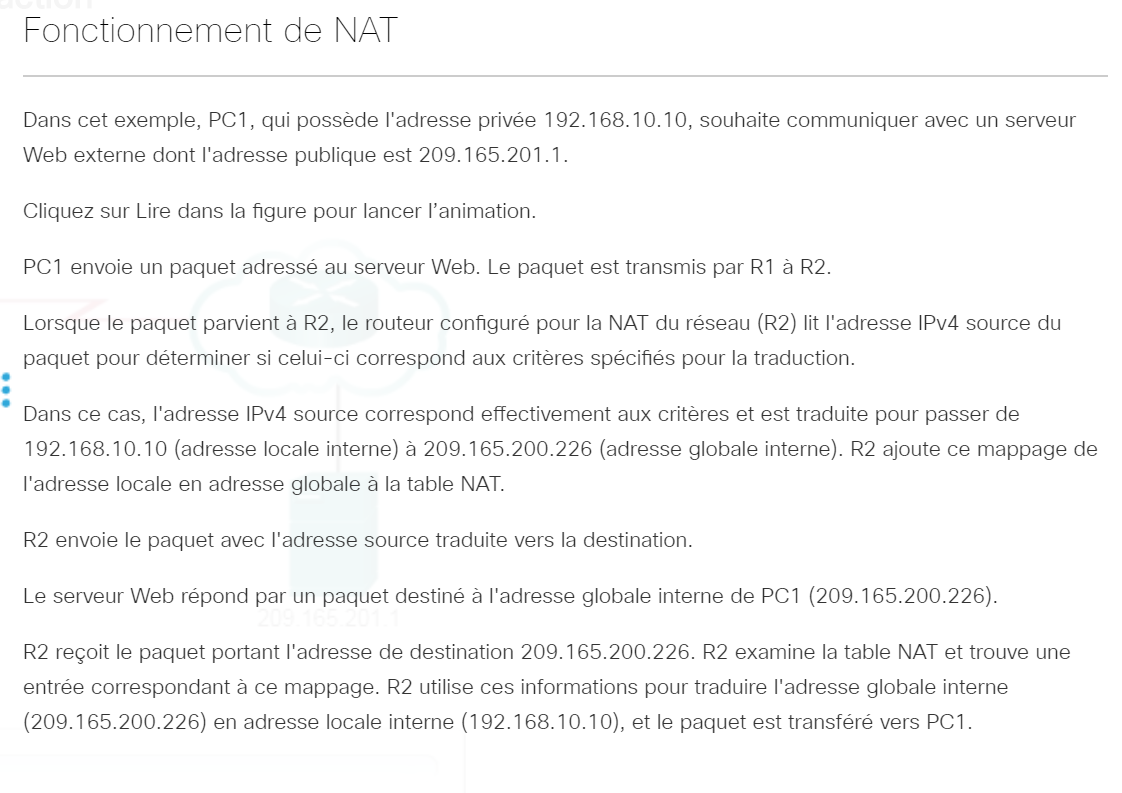 Fonctionnement de NAT
Dans cet exemple, PC1, qui possède l'adresse privée 192.168.10.10, souhaite communiquer avec un serveur
Web externe dont l'adresse publique est 209.165.201.1.
Cliquez sur Lire dans la figure pour lancer l’animation.
PC1 envoie un paquet adressé au serveur Web. Le paquet est transmis par R1 à R2.
Lorsque le paquet parvient à R2, le routeur configuré pour la NAT du réseau (R2) lit l'adresse IPv4 source du
paquet pour déterminer si celui-ci correspond aux critères spécifiés pour la traduction.
Dans ce cas, l'adresse IPv4 source correspond effectivement aux critères et est traduite pour passer de
192.168.10.10 (adresse locale interne) à 209.165.200.226 (adresse globale interne). R2 ajoute ce mappage de
l'adresse locale en adresse globale à la table NAT.
R2 envoie le paquet avec l'adresse source traduite vers la destination.
Le serveur Web répond par un paquet destiné à l'adresse globale interne de PC1 (209.165.200.226).
209.165.201.1
R2 reçoit le paquet portant l'adresse de destination 209.165.200.226. R2 examine la table NAT et trouve une
entrée correspondant à ce mappage. R2 utilise ces informations pour traduire l'adresse globale interne
(209.165.200.226) en adresse locale interne (192.168.10.10), et le paquet est transféré vers PC1.